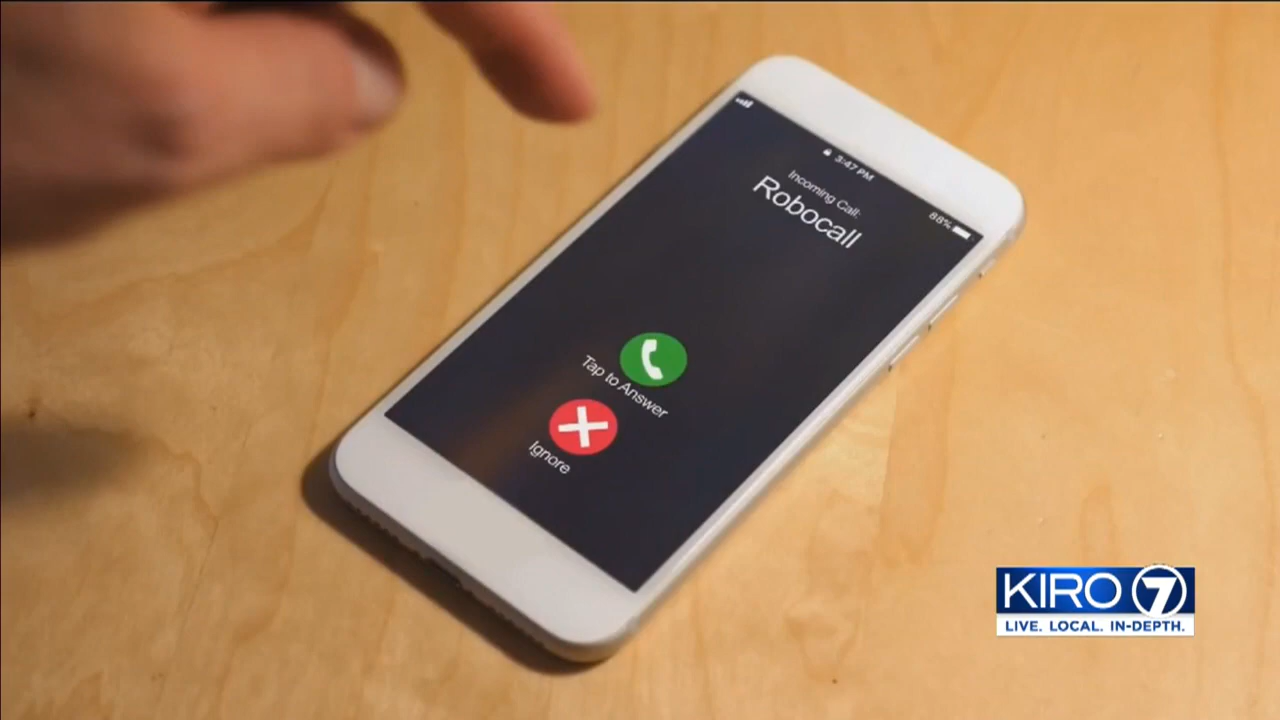 3:47 PM
88%
Incoming Call:
Robocall
Tap to Answer
Ignore
KIRO 7
LIVE. LOCAL. IN-DEPTH.